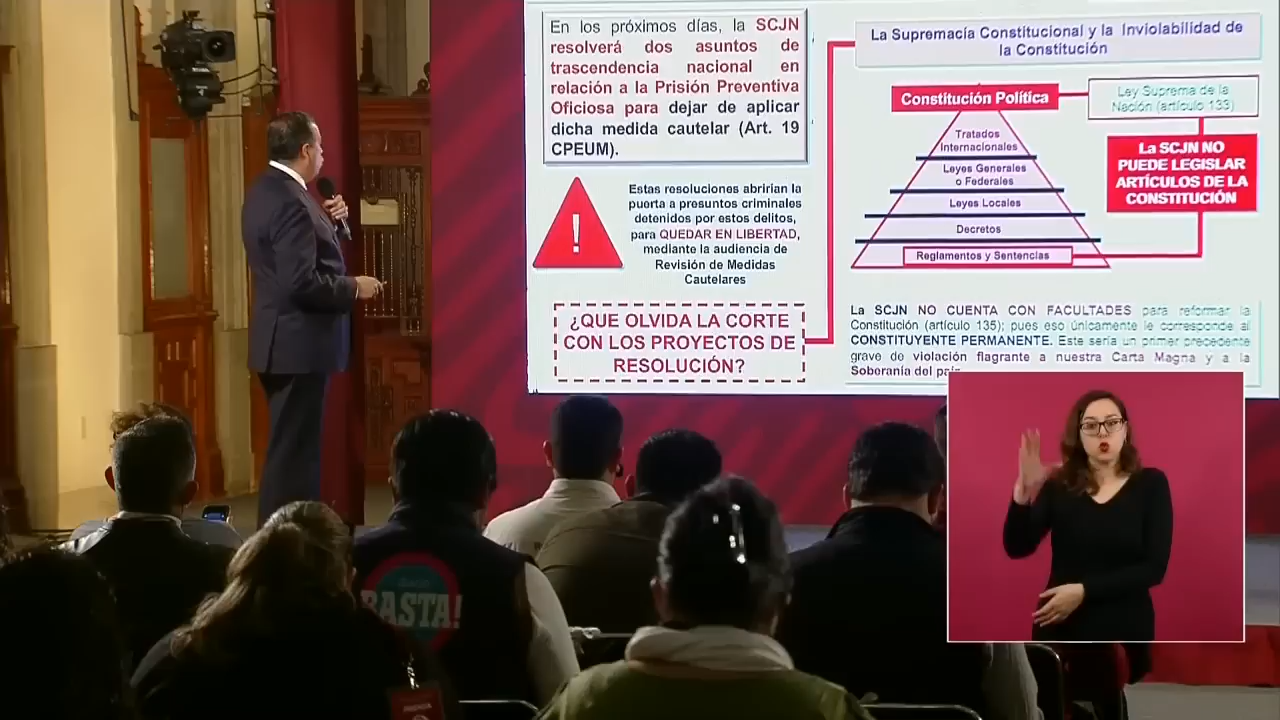 En los próximos días, la SCJN
resolverá dos asuntos de
trascendencia nacional en
relación a la Prisión Preventiva
Oficiosa para dejar de aplicar
dicha medida cautelar (Art. 19
CPEUM).
!
Estas resoluciones abririan la
puerta a presuntos criminales
detenidos por estos delitos,
para QUEDAR EN LIBERTAD,
mediante la audiencia de
Revisión de Medidas
Cautelares
¿QUE OLVIDA LA CORTE
CON LOS PROYECTOS DE
RESOLUCIÓN?
La Supremacía Constitucional y la Inviolabilidad de
la Constitución
Constitución Política
Ley Suprema de la
Nación (artículo 133)
Tratados
Internacionales
Leyes Generales
o Federales
Leyes Locales
Decretos
Reglamentos y Sentencias
La SCJN NO
PUEDE LEGISLAR
ARTÍCULOS DE LA
CONSTITUCIÓN
La SCJN NO CUENTA CON FACULTADES para reformar la
Constitución (artículo 135); pues eso únicamente le corresponde al
CONSTITUYENTE PERMANENTE. Este sería un primer precedente
grave de violación flagrante a nuestra Carta Magna y a la
Soberanía del
BASTA!